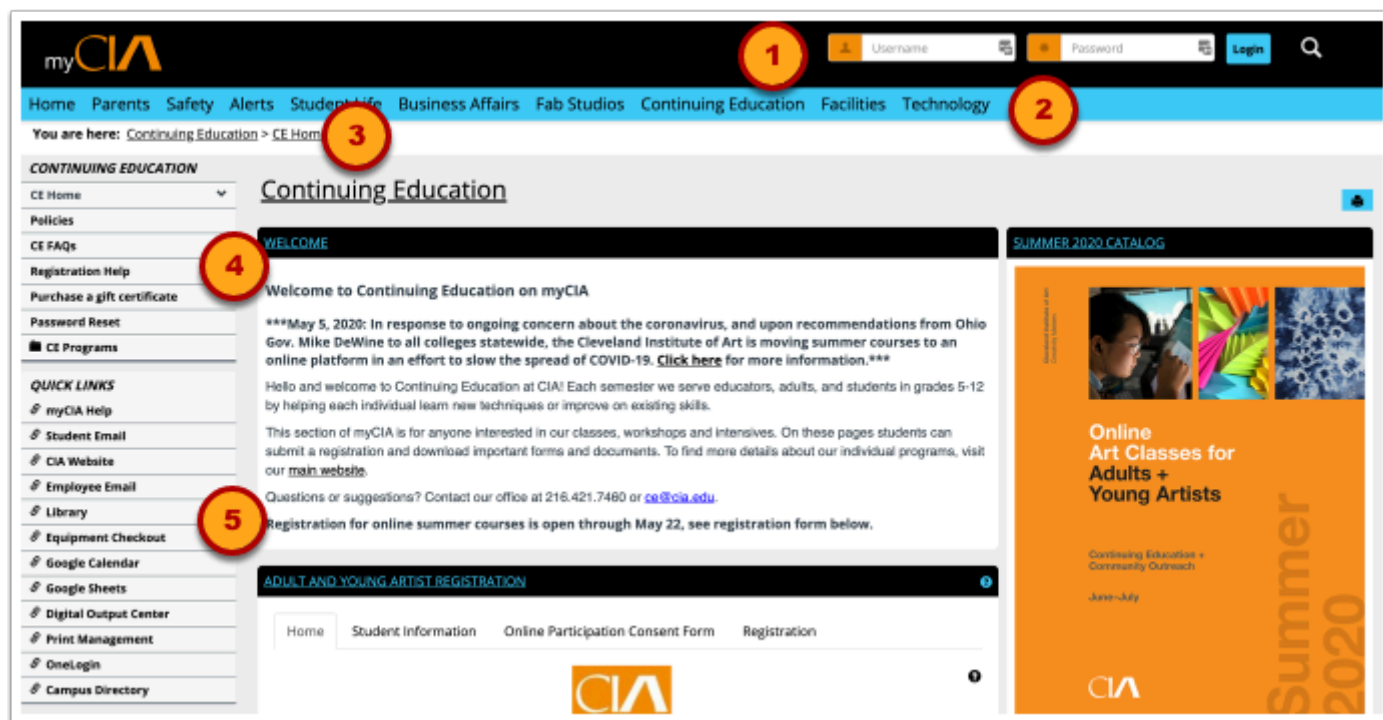 myCIA
1
Username
Password
Login
Home Parents Safety Alerts Student Life Business Affairs Fab Studios Continuing Education Facilities Technology
2
You are here: Continuing Education > CE Hom
3
CONTINUING EDUCATION
CE Home
Policies
CE FAQs
Registration Help
Purchase a gift certificate
Password Reset
CE Programs
4
QUICK LINKS
myCIA Help
Student Email
CIA Website
Employee Email
Library
Equipment Checkout
Google Calendar
Google Sheets
Digital Output Center
Print Management
OneLogin
Campus Directory
5
Continuing Education
WELCOME
Welcome to Continuing Education on myCIA
***May 5, 2020: In response to ongoing concern about the coronavirus, and upon recommendations from Ohio
Gov. Mike DeWine to all colleges statewide, the Cleveland Institute of Art is moving summer courses to an
online platform in an effort to slow the spread of COVID-19. Click here for more information.***
Hello and welcome to Continuing Education at CIA! Each semester we serve educators, adults, and students in grades 5-12
by helping each individual learn new techniques or improve on existing skills.
This section of myCIA is for anyone interested in our classes, workshops and intensives. On these pages students can
submit a registration and download important forms and documents. To find more details about our individual programs, visit
our main website.
Questions or suggestions? Contact our office at 216.421.7460 or ce@cia.edu.
Registration for online summer courses is open through May 22, see registration form below.
ADULT AND YOUNG ARTIST REGISTRATION
Home Student Information Online Participation Consent Form Registration
CIA
SUMMER 2020 CATALOG
Online
Art Classes for
Adults +
Young Artists
Continuing Education +
Community Outreach
June–July
CIA
Summer
2020